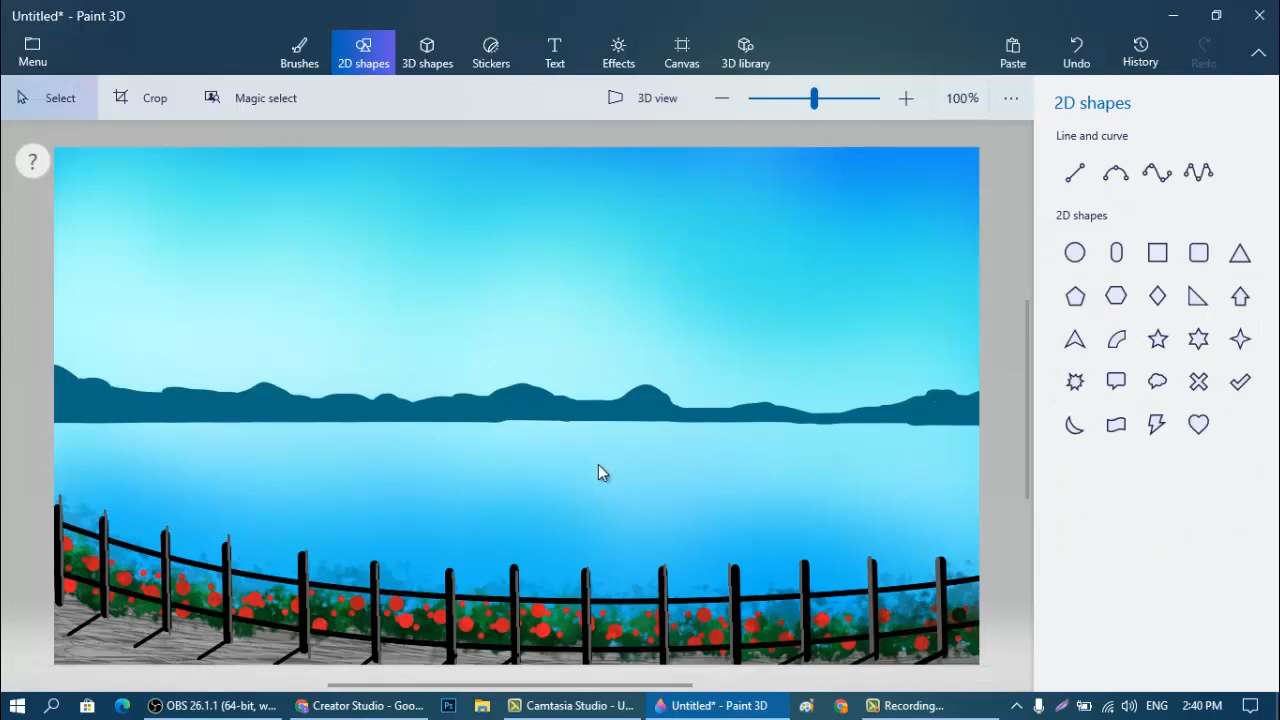 Untitled* - Paint 3D
Menu
Brushes
2D shapes
3D shapes
Stickers
Text
Effects
Canvas
3D library
Paste
Undo
History
Redo
Select
Crop
Magic select
3D view
100%
2D shapes
Line and curve
?
2D shapes
OBS 26.1.1 (64-bit, w...
Creator Studio - Goo...
Ps
Camtasia Studio - U...
Untitled* - Paint 3D
Recording...
ENG
2:40 PM